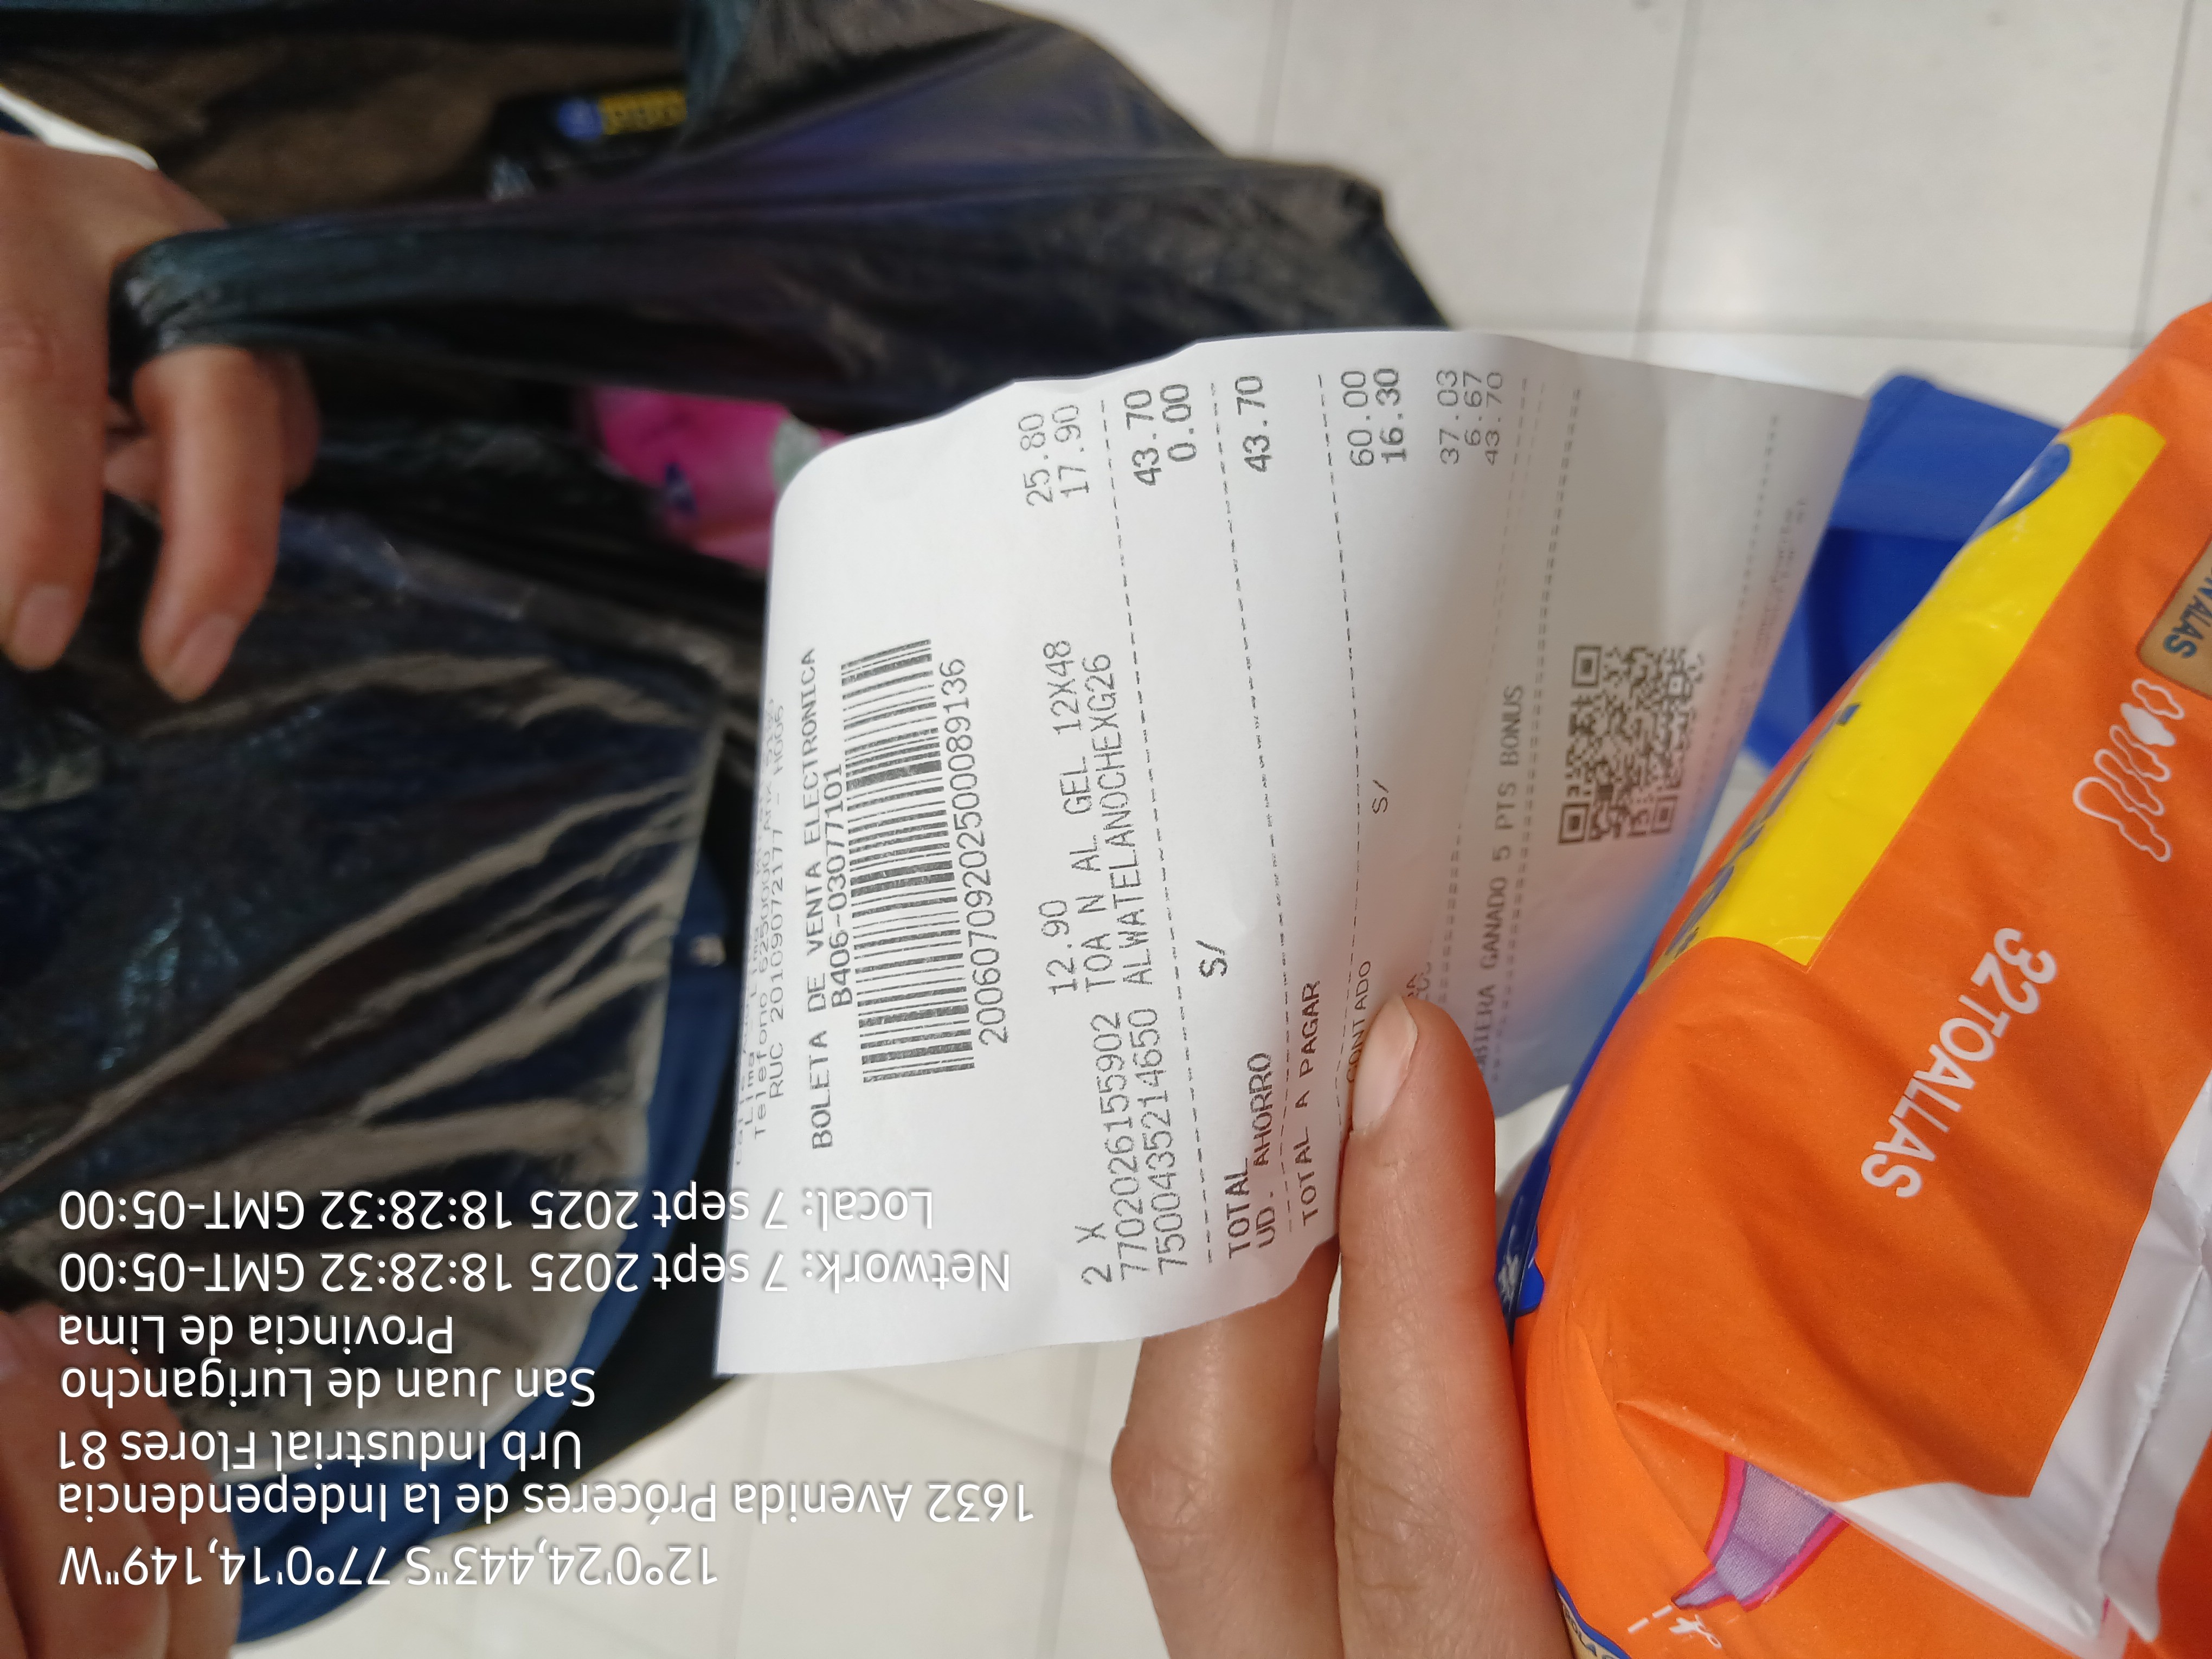 12°0'24,443"S 77°0'14,149"W
1632 Avenida Próceres de la Independencia
Urb Industrial Flores 81
San Juan de Lurigancho
Provincia de Lima
Network: 7 sept 2025 18:28:32 GMT-05:00
Local: 7 sept 2025 18:28:32 GMT-05:00
RUC 20109072177 - H006
BOLETA DE VENTA ELECTRONICA
B406-03077101
20060709202500089136
2 X 12.90
7702026155902 TOA N AL GEL 12X48 25.80
7500435214650 ALWATELANOCHEXG26 17.90
TOTAL S/ 43.70
UD. AHORRO 0.00
TOTAL A PAGAR 43.70
CONTADO S/ 60.00
16.30
37.03
6.67
43.70
GANADO 5 PTS BONUS
32 TOALLAS